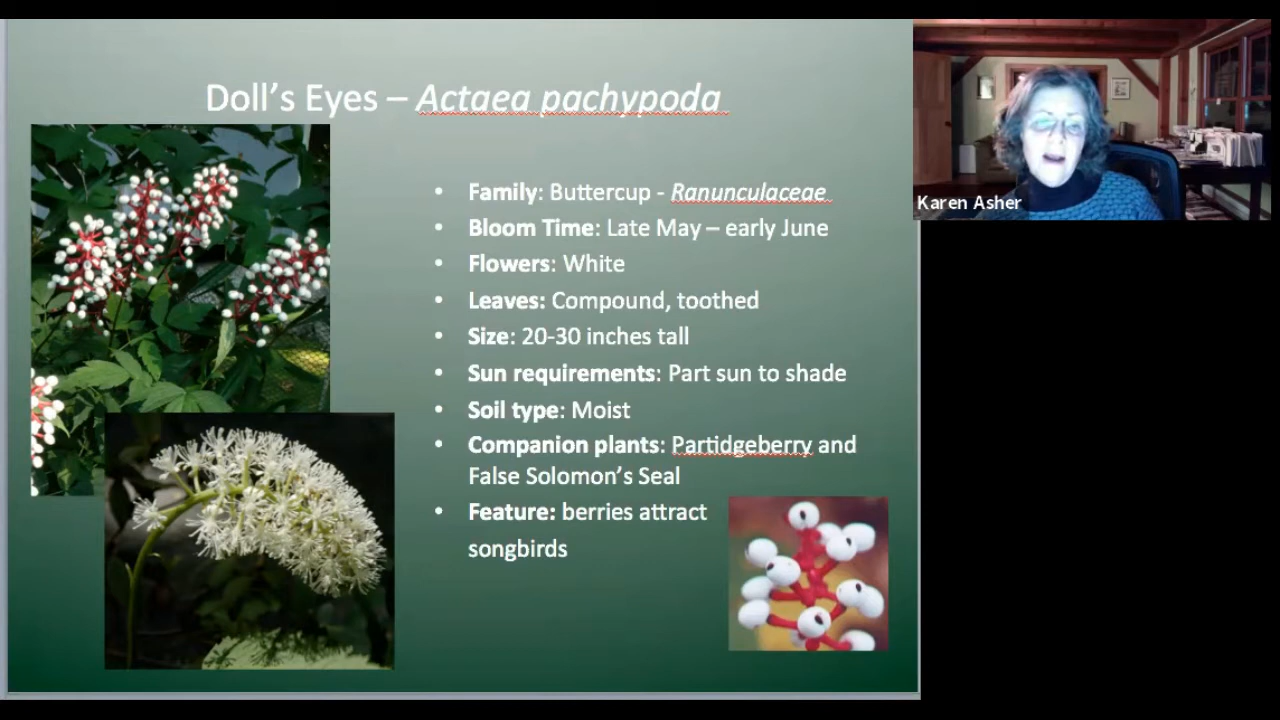 Doll's Eyes – Actaea pachypoda
• Family: Buttercup - Ranunculaceae
• Bloom Time: Late May – early June
• Flowers: White
• Leaves: Compound, toothed
• Size: 20-30 inches tall
• Sun requirements: Part sun to shade
• Soil type: Moist
• Companion plants: Partidgeberry and
False Solomon's Seal
• Feature: berries attract
songbirds
Karen Asher